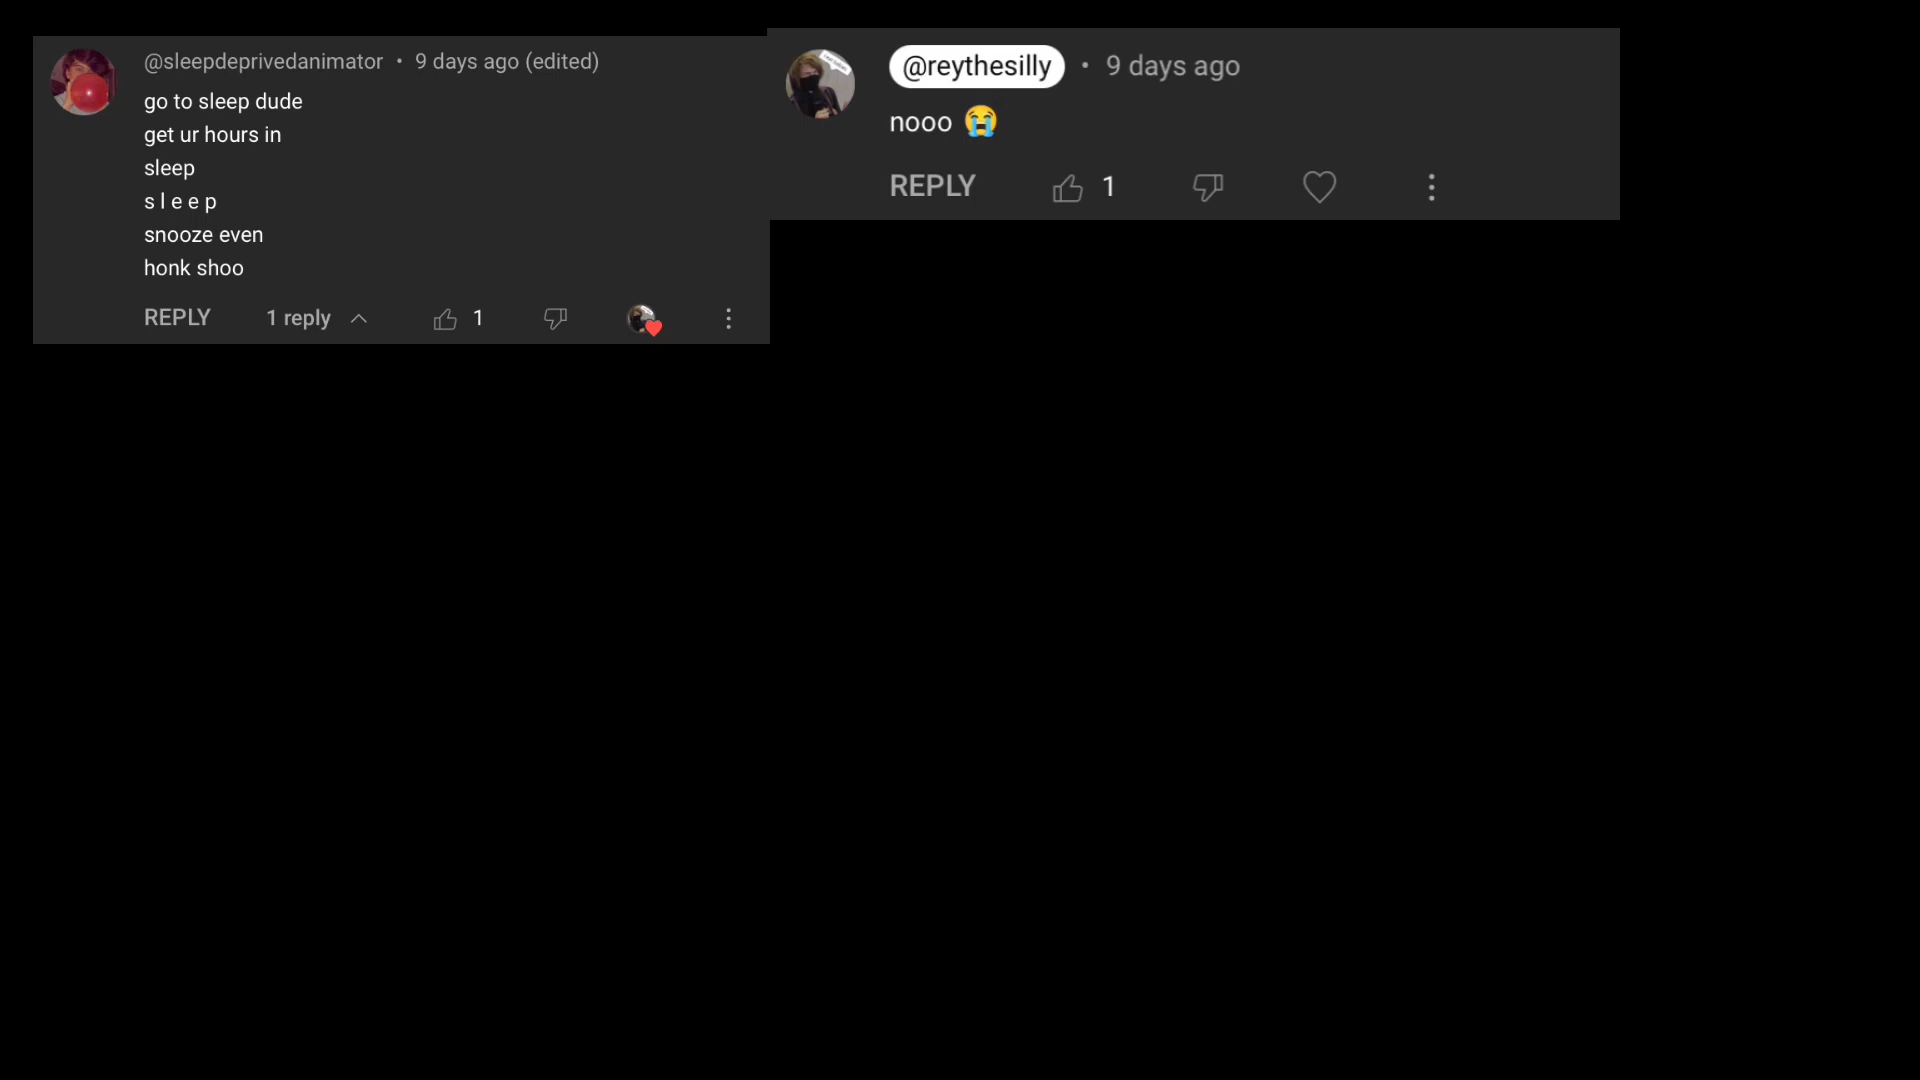 @sleepdeprivedanimator • 9 days ago (edited)
go to sleep dude
get ur hours in
sleep
s l e e p
snooze even
honk shoo
REPLY 1 reply 1
@reythesilly • 9 days ago
nooo 😭
REPLY 1